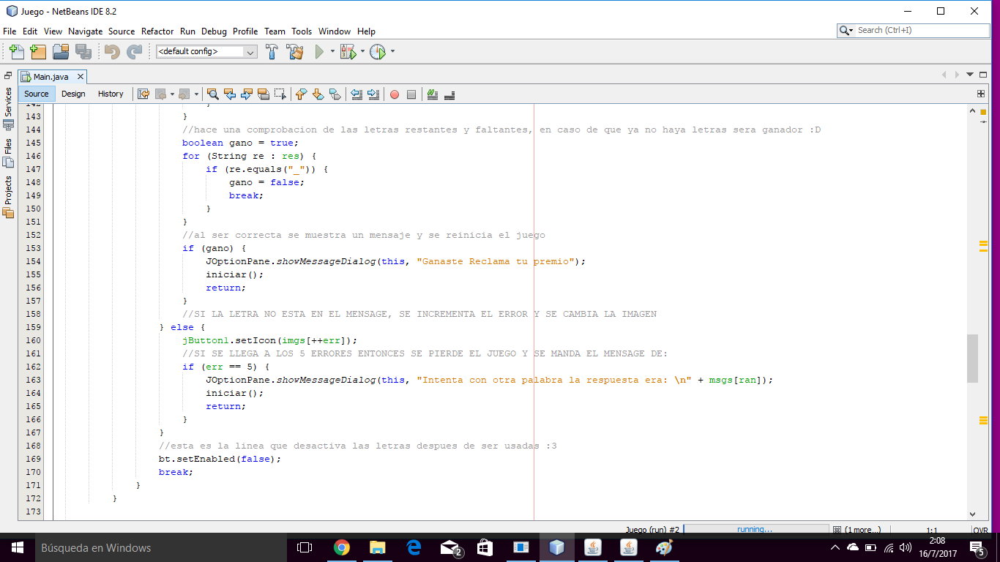 Juego - NetBeans IDE 8.2
File Edit View Navigate Source Refactor Run Debug Profile Team Tools Window Help
Search (Ctrl+I)
<default config>
Main.java
Source Design History
Services
Files
Projects
142 }
143 }
144 //hace una comprobacion de las letras restantes y faltantes, en caso de que ya no haya letras sera ganador :D
145 boolean gano = true;
146 for (String re : res) {
147 if (re.equals("_")) {
148 gano = false;
149 break;
150 }
151 }
152 //al ser correcta se muestra un mensaje y se reinicia el juego
153 if (gano) {
154 JOptionPane.showMessageDialog(this, "Ganaste Reclama tu premio");
155 iniciar();
156 return;
157 }
158 //SI LA LETRA NO ESTA EN EL MENSAGE, SE INCREMENTA EL ERROR Y SE CAMBIA LA IMAGEN
159 } else {
160 jButton1.setIcon(imgs[++err]);
161 //SI SE LLEGA A LOS 5 ERRORES ENTONCES SE PIERDE EL JUEGO Y SE MANDA EL MENSAGE DE:
162 if (err == 5) {
163 JOptionPane.showMessageDialog(this, "Intenta con otra palabra la respuesta era: \n" + msgs[ran]);
164 iniciar();
165 return;
166 }
167 }
168 //esta es la linea que desactiva las letras despues de ser usadas :3
169 bt.setEnabled(false);
170 break;
171 }
172 }
173
Juego (run) #2 running... (1 more...) 1:1 OVR
Búsqueda en Windows
2
2:08
16/7/2017
5